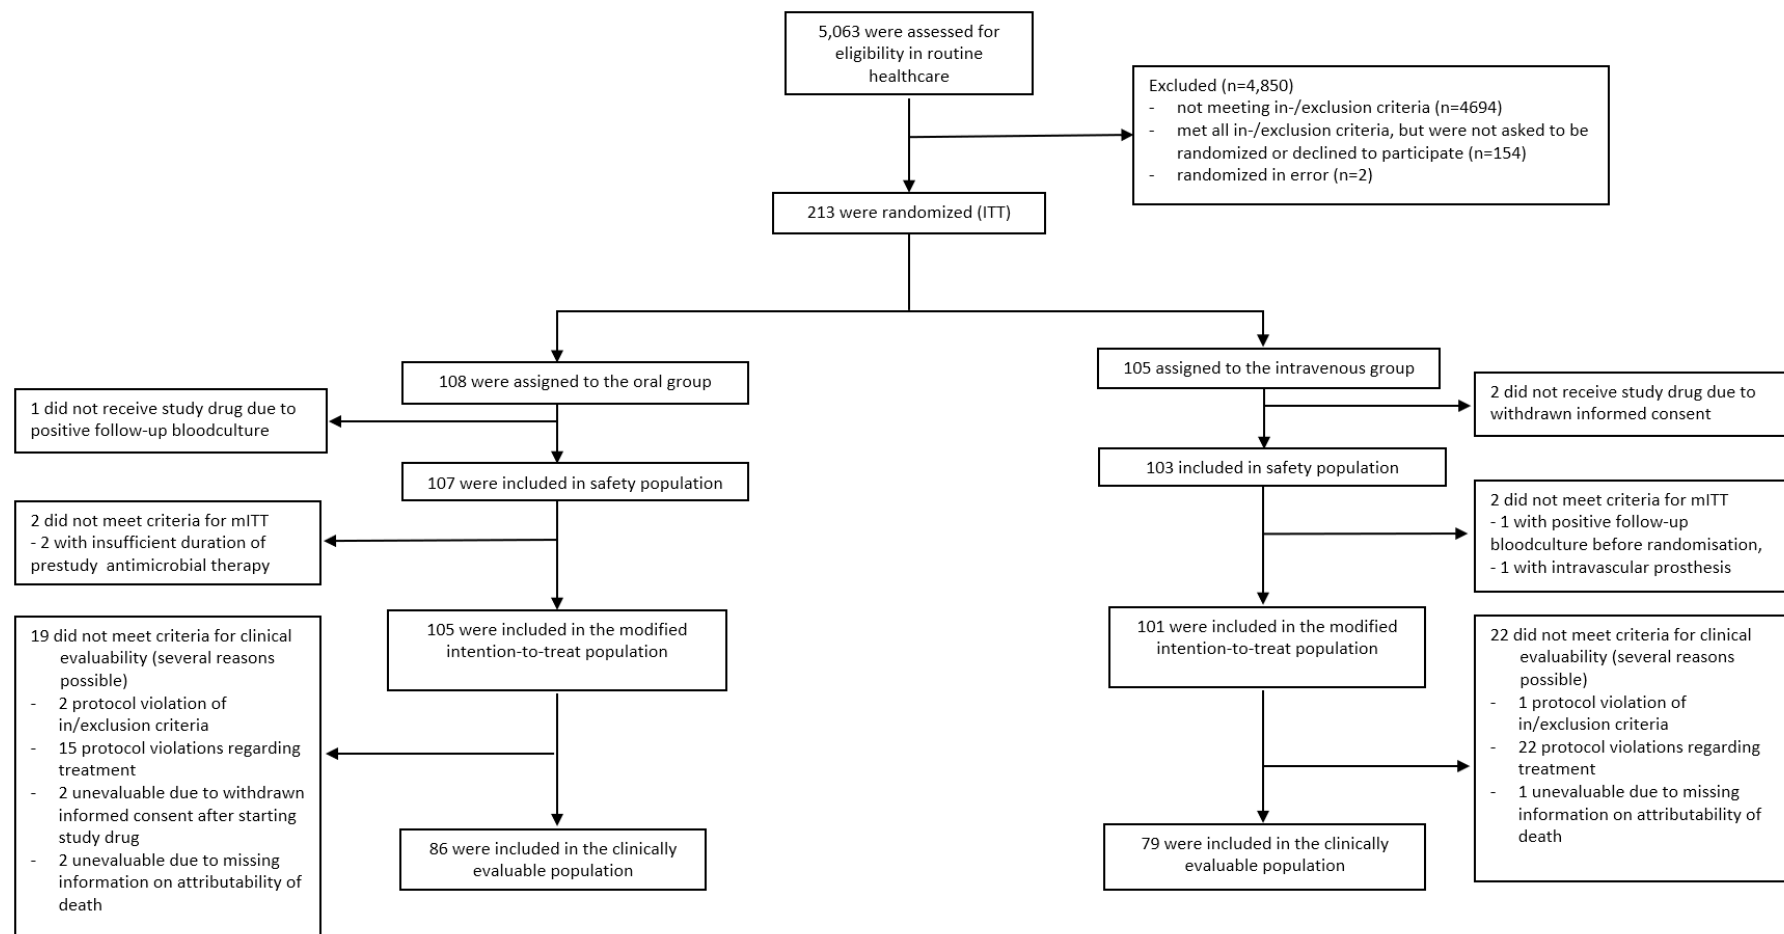 5,063 were assessed for
eligibility in routine
healthcare
Excluded (n=4,850)
- not meeting in-/exclusion criteria (n=4694)
- met all in-/exclusion criteria, but were not asked to be
randomized or declined to participate (n=154)
- randomized in error (n=2)
213 were randomized (ITT)
108 were assigned to the oral group
105 assigned to the intravenous group
1 did not receive study drug due to
positive follow-up bloodculture
2 did not receive study drug due to
withdrawn informed consent
107 were included in safety population
103 included in safety population
2 did not meet criteria for mITT
- 2 with insufficient duration of
prestudy antimicrobial therapy
2 did not meet criteria for mITT
- 1 with positive follow-up
bloodculture before randomisation,
- 1 with intravascular prosthesis
105 were included in the modified
intention-to-treat population
101 were included in the modified
intention-to-treat population
19 did not meet criteria for clinical
evaluability (several reasons
possible)
- 2 protocol violation of
in/exclusion criteria
- 15 protocol violations regarding
treatment
- 2 unevaluable due to withdrawn
informed consent after starting
study drug
- 2 unevaluable due to missing
information on attributability of
death
22 did not meet criteria for clinical
evaluability (several reasons
possible)
- 1 protocol violation of
in/exclusion criteria
- 22 protocol violations regarding
treatment
- 1 unevaluable due to missing
information on attributability of
death
86 were included in the clinically
evaluable population
79 were included in the clinically
evaluable population